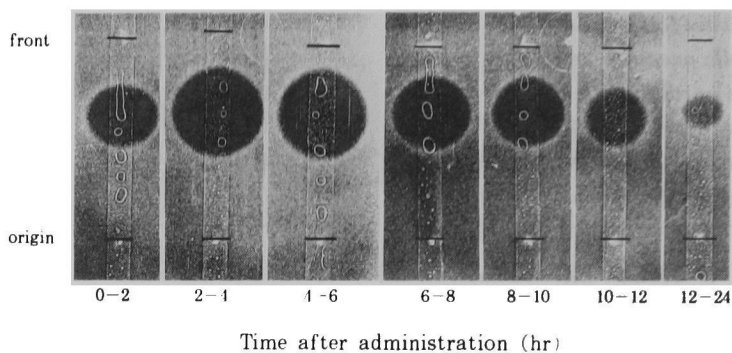 front
origin
0-2 2-4 4-6 6-8 8-10 10-12 12-24
Time after administration (hr)